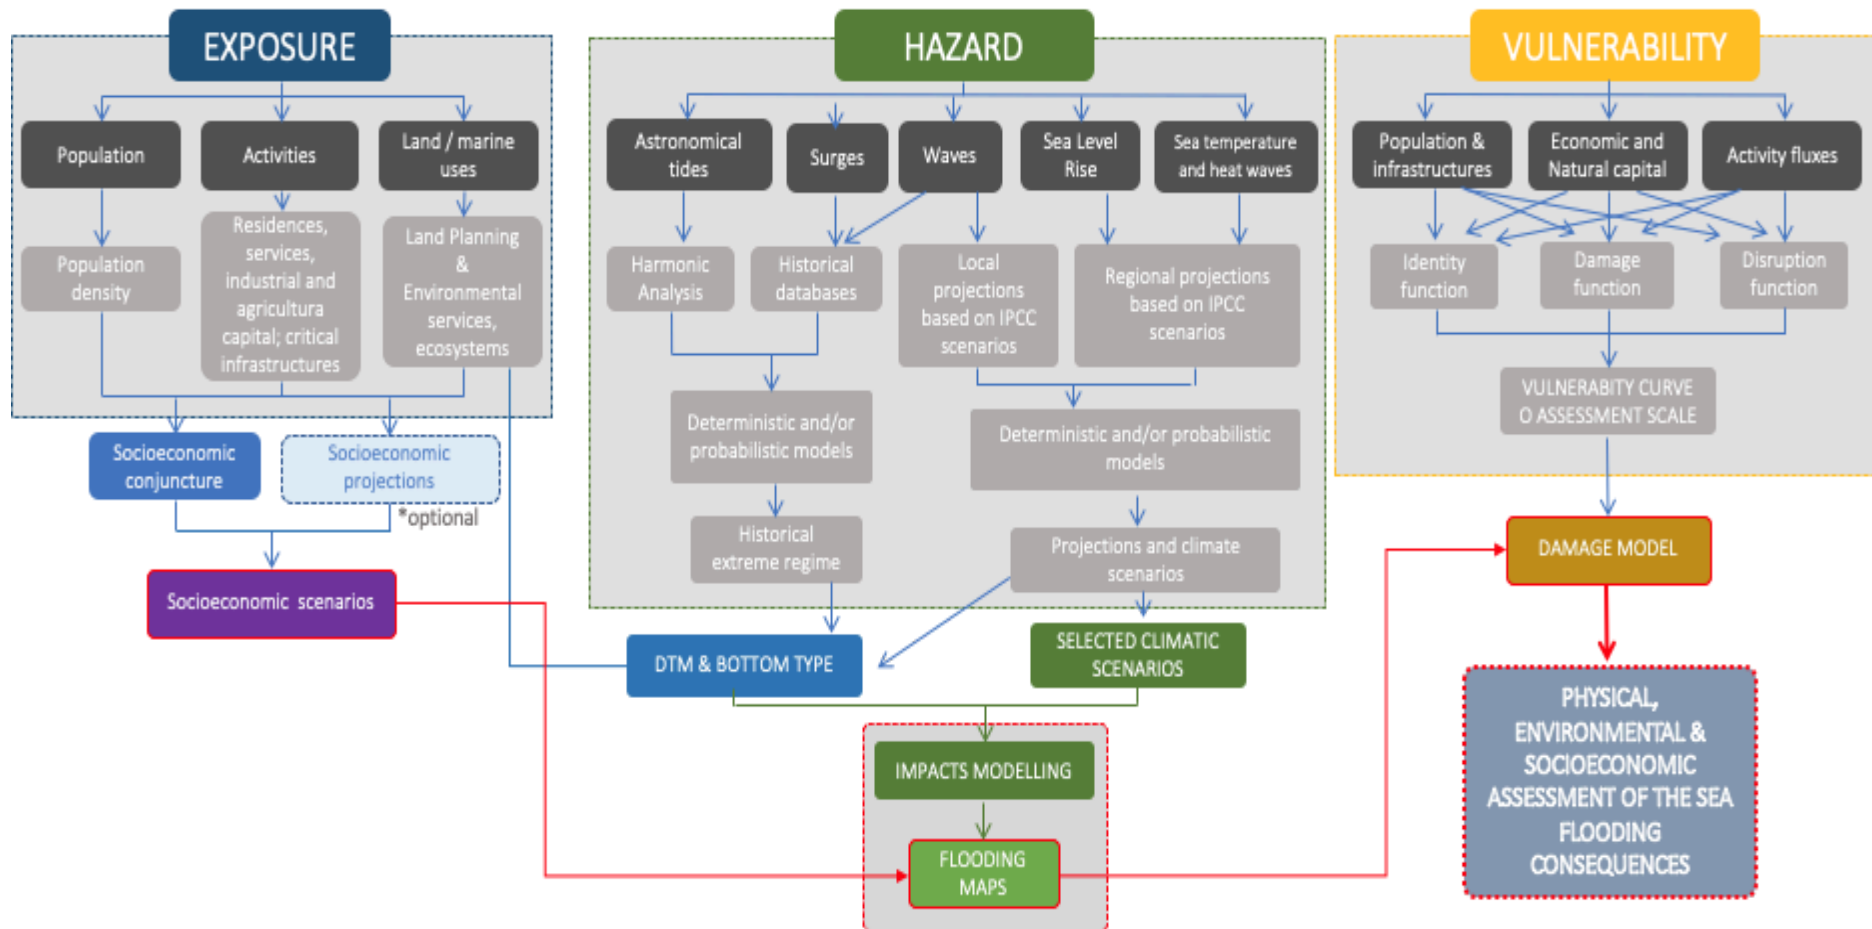 EXPOSURE
HAZARD
VULNERABILITY
Population
Activities
Land / marine
uses
Astronomical
tides
Surges
Waves
Sea Level
Rise
Sea temperature
and heat waves
Population &
infrastructures
Economic and
Natural capital
Activity fluxes
Population
density
Residences,
services,
industrial and
agricultura
capital; critical
infrastructures
Land Planning
&
Environmental
services,
ecosystems
Harmonic
Analysis
Historical
databases
Local
projections
based on IPCC
scenarios
Regional projections
based on IPCC
scenarios
Identity
function
Damage
function
Disruption
function
Deterministic and/or
probabilistic models
Deterministic and/or probabilistic
models
VULNERABITY CURVE
O ASSESSMENT SCALE
Socioeconomic
conjuncture
Socioeconomic
projections
*optional
Historical
extreme regime
Projections and climate
scenarios
DAMAGE MODEL
Socioeconomic scenarios
DTM & BOTTOM TYPE
SELECTED CLIMATIC
SCENARIOS
IMPACTS MODELLING
FLOODING
MAPS
PHYSICAL,
ENVIRONMENTAL &
SOCIOECONOMIC
ASSESSMENT OF THE SEA
FLOODING
CONSEQUENCES